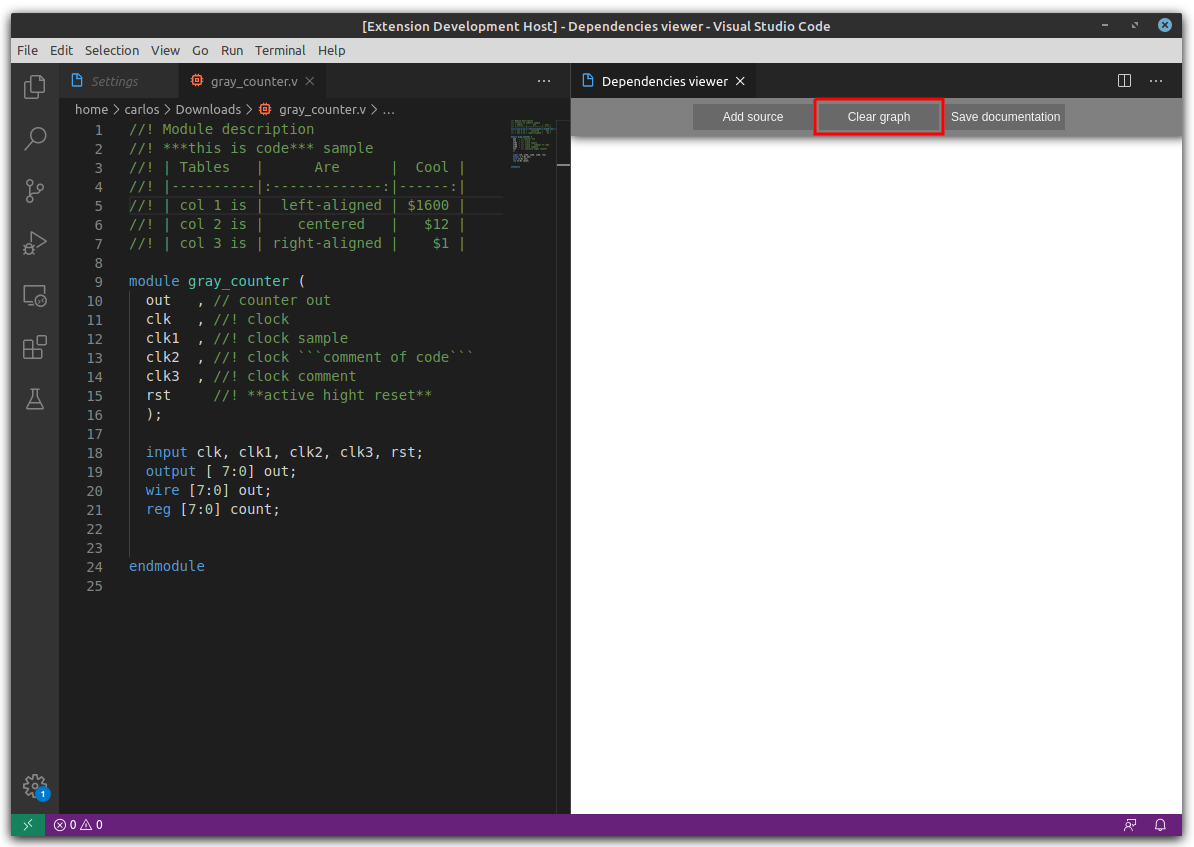 [Extension Development Host] - Dependencies viewer - Visual Studio Code
File Edit Selection View Go Run Terminal Help
Settings
gray_counter.v
Dependencies viewer
home > carlos > Downloads > gray_counter.v > ...
Add source
Clear graph
Save documentation
1 //! Module description
2 //! ***this is code*** sample
3 //! | Tables   |      Are      |  Cool |
4 //! |----------|:-------------:|------:|
5 //! | col 1 is |  left-aligned | $1600 |
6 //! | col 2 is |    centered   |   $12 |
7 //! | col 3 is | right-aligned |    $1 |
8
9 module gray_counter (
10   out   , // counter out
11   clk   , //! clock
12   clk1  , //! clock sample
13   clk2  , //! clock ```comment of code```
14   clk3  , //! clock comment
15   rst     //! **active hight reset**
16   );
17
18   input clk, clk1, clk2, clk3, rst;
19   output [ 7:0] out;
20   wire [7:0] out;
21   reg [7:0] count;
22
23
24 endmodule
25
1
0 0